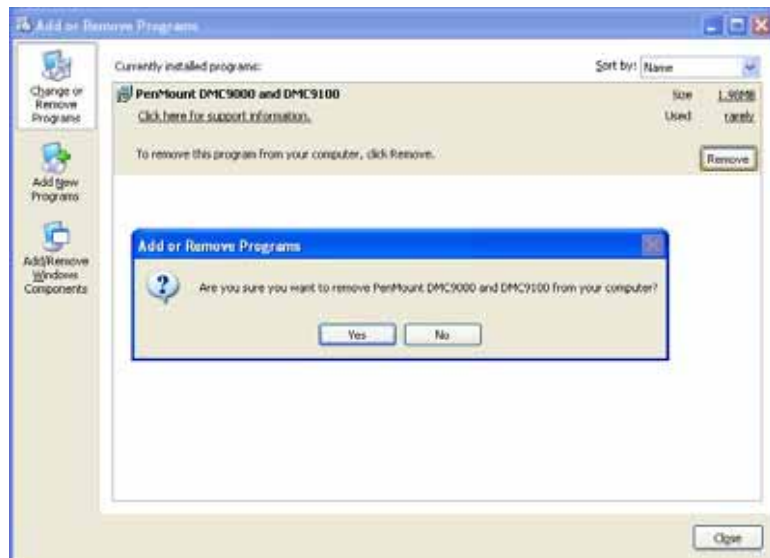 Add or Remove Programs
Change or
Remove
Programs
Add New
Programs
Add/Remove
Windows
Components
Currently installed programs:
Sort by: Name
PenMount DMC9000 and DMC9100
Size 1.90MB
Click here for support information.
Used rarely
To remove this program from your computer, click Remove.
Remove
Add or Remove Programs
Are you sure you want to remove PenMount DMC9000 and DMC9100 from your computer?
Yes No
Close